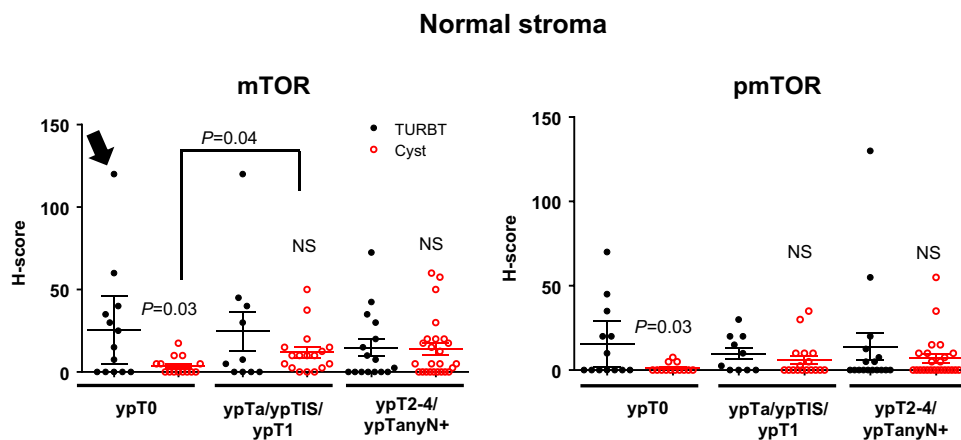 Normal stroma
mTOR
H-score
150
100
50
0
P=0.04
TURBT
Cyst
P=0.03
NS
NS
ypT0
ypTa/ypTIS/
ypT1
ypT2-4/
ypTanyN+
pmTOR
H-score
150
100
50
0
P=0.03
NS
NS
ypT0
ypTa/ypTIS/
ypT1
ypT2-4/
ypTanyN+